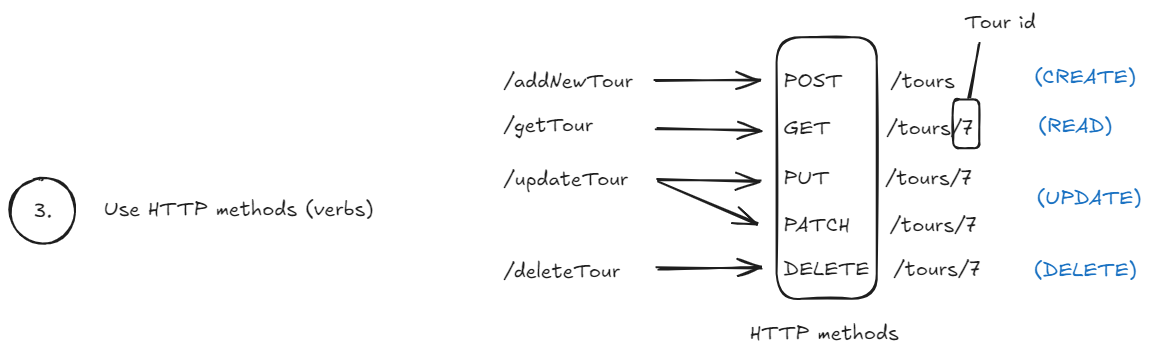 Tour id
/addNewTour POST /tours (CREATE)
/getTour GET /tours/7 (READ)
/updateTour PUT /tours/7
(UPDATE)
3. Use HTTP methods (verbs)
PATCH /tours/7
/deleteTour DELETE /tours/7 (DELETE)
HTTP methods